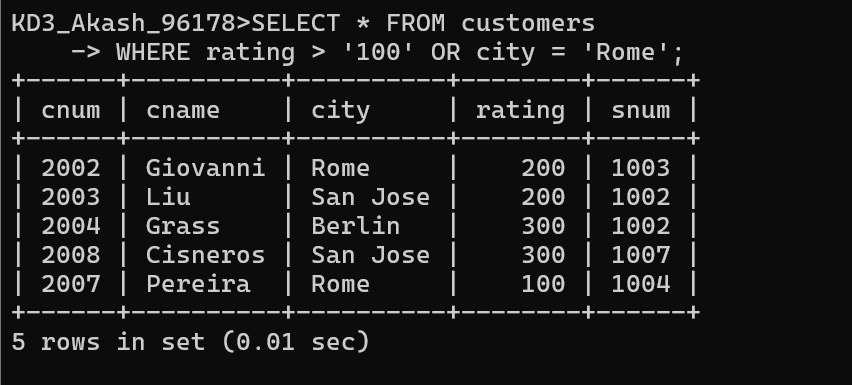 KD3_Akash_96178>SELECT * FROM customers
    -> WHERE rating > '100' OR city = 'Rome';
+------+----------+----------+--------+------+
| cnum | cname    | city     | rating | snum |
+------+----------+----------+--------+------+
| 2002 | Giovanni | Rome     |    200 | 1003 |
| 2003 | Liu      | San Jose |    200 | 1002 |
| 2004 | Grass    | Berlin   |    300 | 1002 |
| 2008 | Cisneros | San Jose |    300 | 1007 |
| 2007 | Pereira  | Rome     |    100 | 1004 |
+------+----------+----------+--------+------+
5 rows in set (0.01 sec)